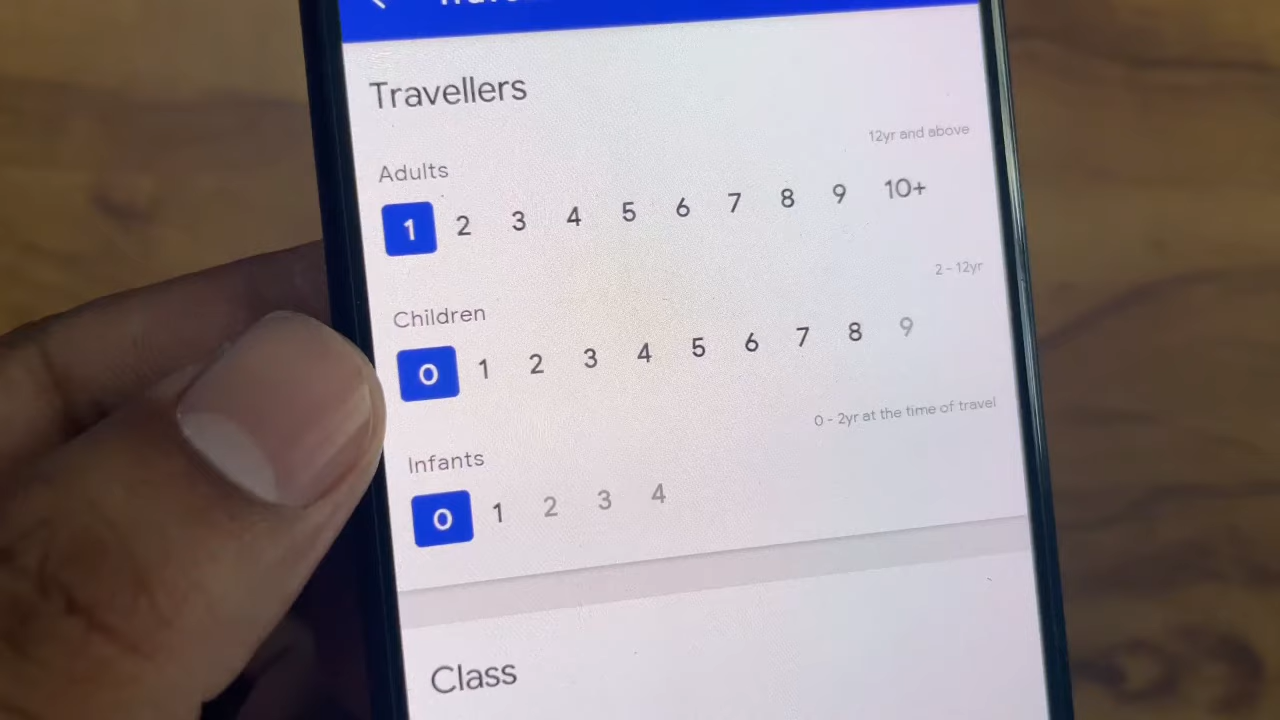 Travellers
12yr and above
Adults
1 2 3 4 5 6 7 8 9 10+
2 - 12yr
Children
0 1 2 3 4 5 6 7 8 9
0 - 2yr at the time of travel
Infants
0 1 2 3 4
Class